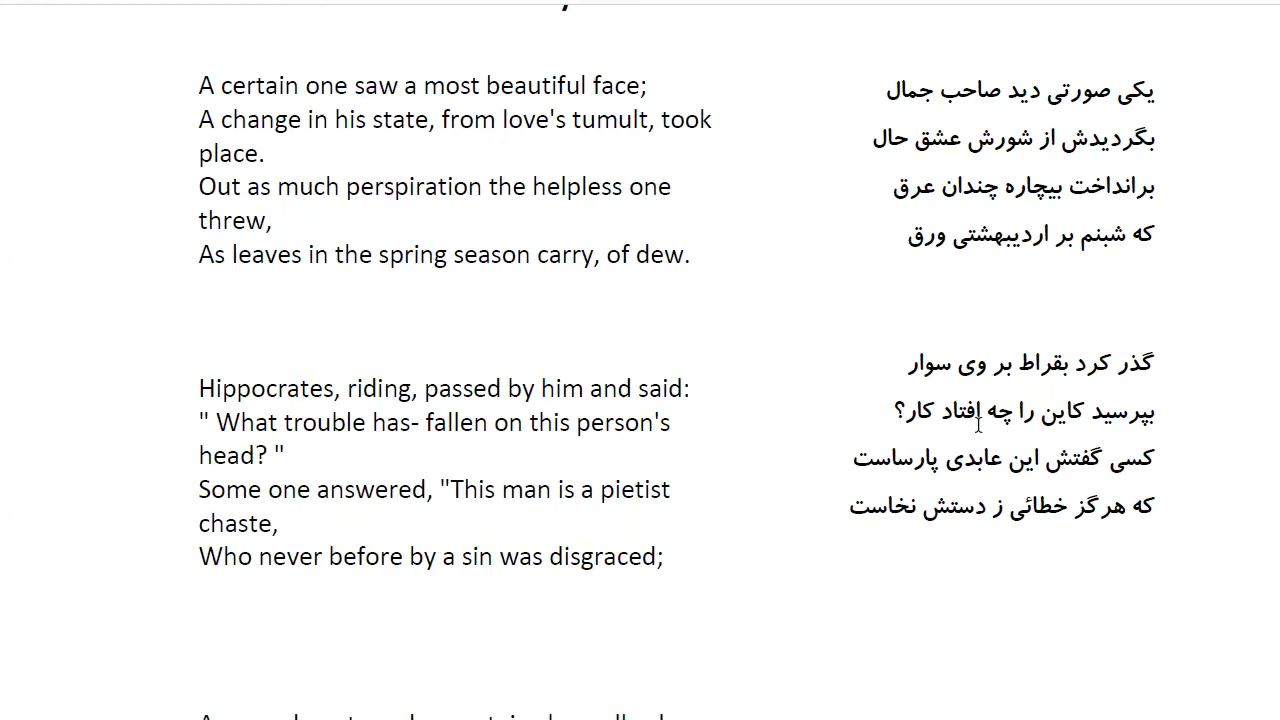 A certain one saw a most beautiful face;
A change in his state, from love's tumult, took
place.
Out as much perspiration the helpless one
threw,
As leaves in the spring season carry, of dew.
یکی صورتی دید صاحب جمال
بگردیدش از شورش عشق حال
برانداخت بیچاره چندان عرق
که شبنم بر اردیبهشتی ورق
Hippocrates, riding, passed by him and said:
" What trouble has- fallen on this person's
head? "
Some one answered, "This man is a pietist
chaste,
Who never before by a sin was disgraced;
گذر کرد بقراط بر وی سوار
بپرسید کاین را چه افتاد کار؟
کسی گفتش این عابدی پارساست
که هرگز خطائی ز دستش نخاست